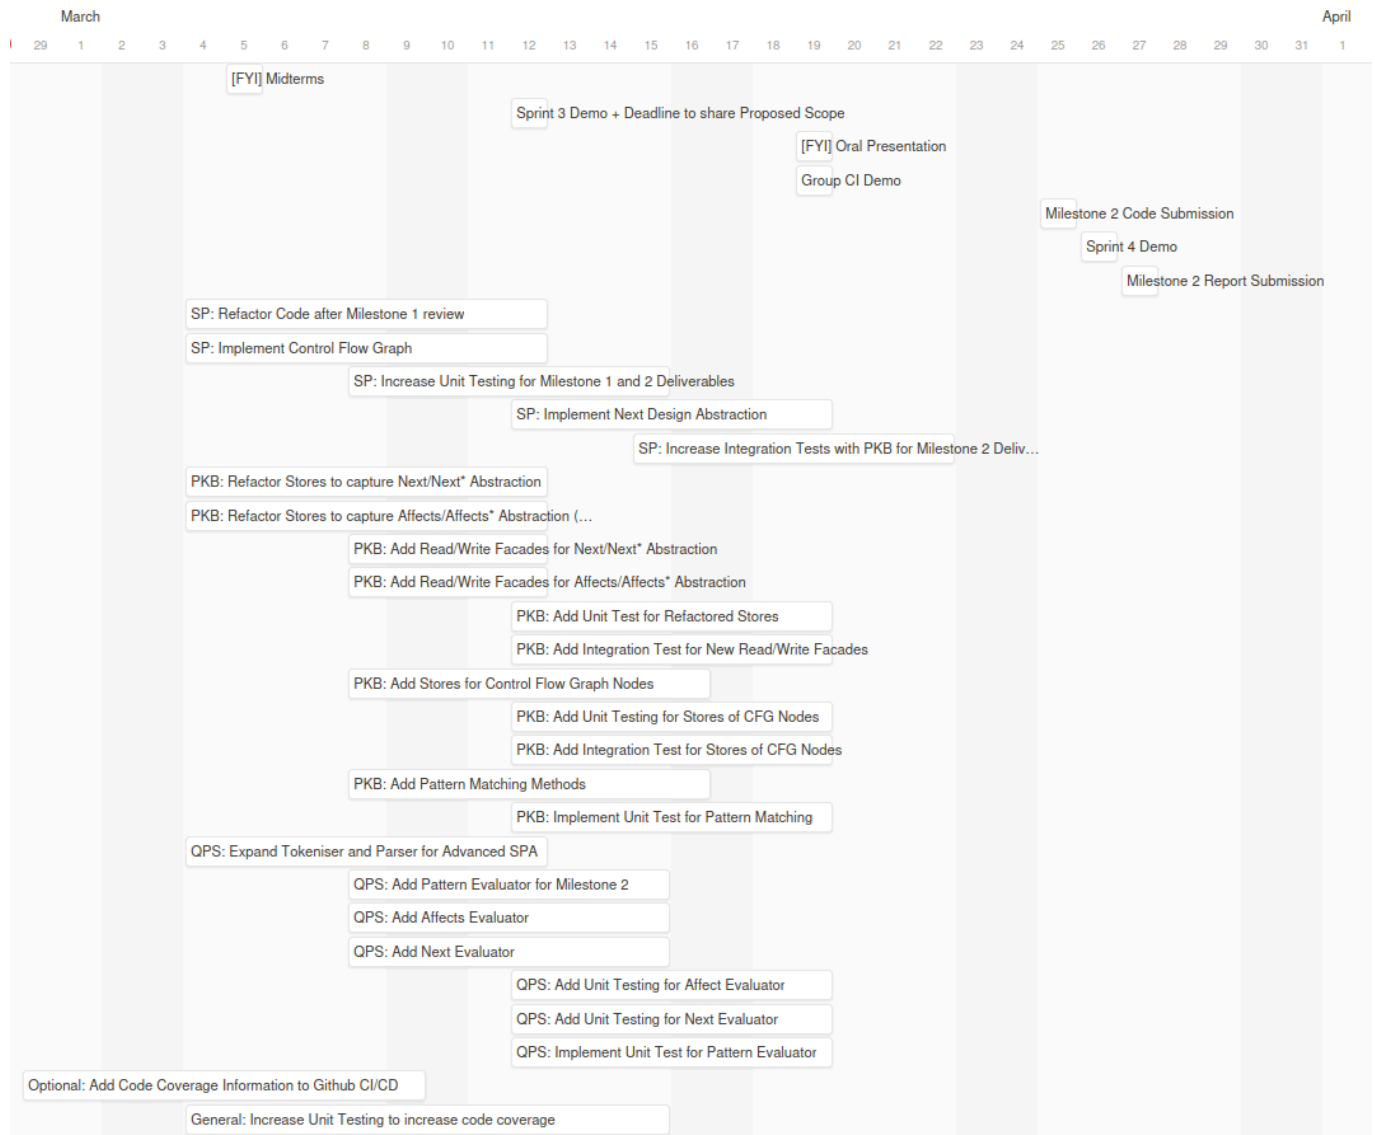 March April
29 1 2 3 4 5 6 7 8 9 10 11 12 13 14 15 16 17 18 19 20 21 22 23 24 25 26 27 28 29 30 31 1
[FYI] Midterms
Sprint 3 Demo + Deadline to share Proposed Scope
[FYI] Oral Presentation
Group CI Demo
Milestone 2 Code Submission
Sprint 4 Demo
Milestone 2 Report Submission
SP: Refactor Code after Milestone 1 review
SP: Implement Control Flow Graph
SP: Increase Unit Testing for Milestone 1 and 2 Deliverables
SP: Implement Next Design Abstraction
SP: Increase Integration Tests with PKB for Milestone 2 Deliv…
PKB: Refactor Stores to capture Next/Next* Abstraction
PKB: Refactor Stores to capture Affects/Affects* Abstraction (…
PKB: Add Read/Write Facades for Next/Next* Abstraction
PKB: Add Read/Write Facades for Affects/Affects* Abstraction
PKB: Add Unit Test for Refactored Stores
PKB: Add Integration Test for New Read/Write Facades
PKB: Add Stores for Control Flow Graph Nodes
PKB: Add Unit Testing for Stores of CFG Nodes
PKB: Add Integration Test for Stores of CFG Nodes
PKB: Add Pattern Matching Methods
PKB: Implement Unit Test for Pattern Matching
QPS: Expand Tokeniser and Parser for Advanced SPA
QPS: Add Pattern Evaluator for Milestone 2
QPS: Add Affects Evaluator
QPS: Add Next Evaluator
QPS: Add Unit Testing for Affect Evaluator
QPS: Add Unit Testing for Next Evaluator
QPS: Implement Unit Test for Pattern Evaluator
Optional: Add Code Coverage Information to Github CI/CD
General: Increase Unit Testing to increase code coverage